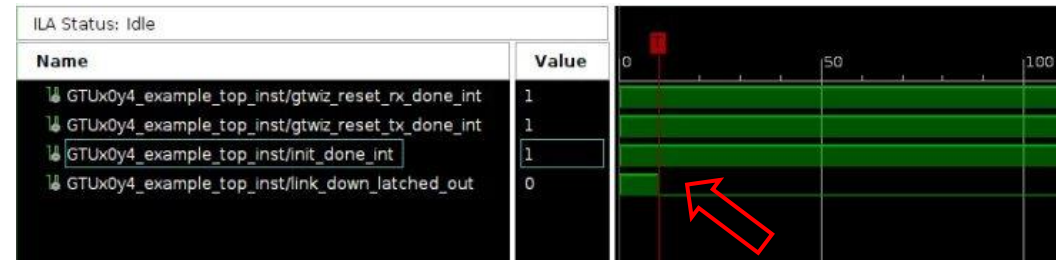 ILA Status: Idle
Name Value 0 50 100
GTUx0y4_example_top_inst/gtwiz_reset_rx_done_int 1
GTUx0y4_example_top_inst/gtwiz_reset_tx_done_int 1
GTUx0y4_example_top_inst/init_done_int 1
GTUx0y4_example_top_inst/link_down_latched_out 0